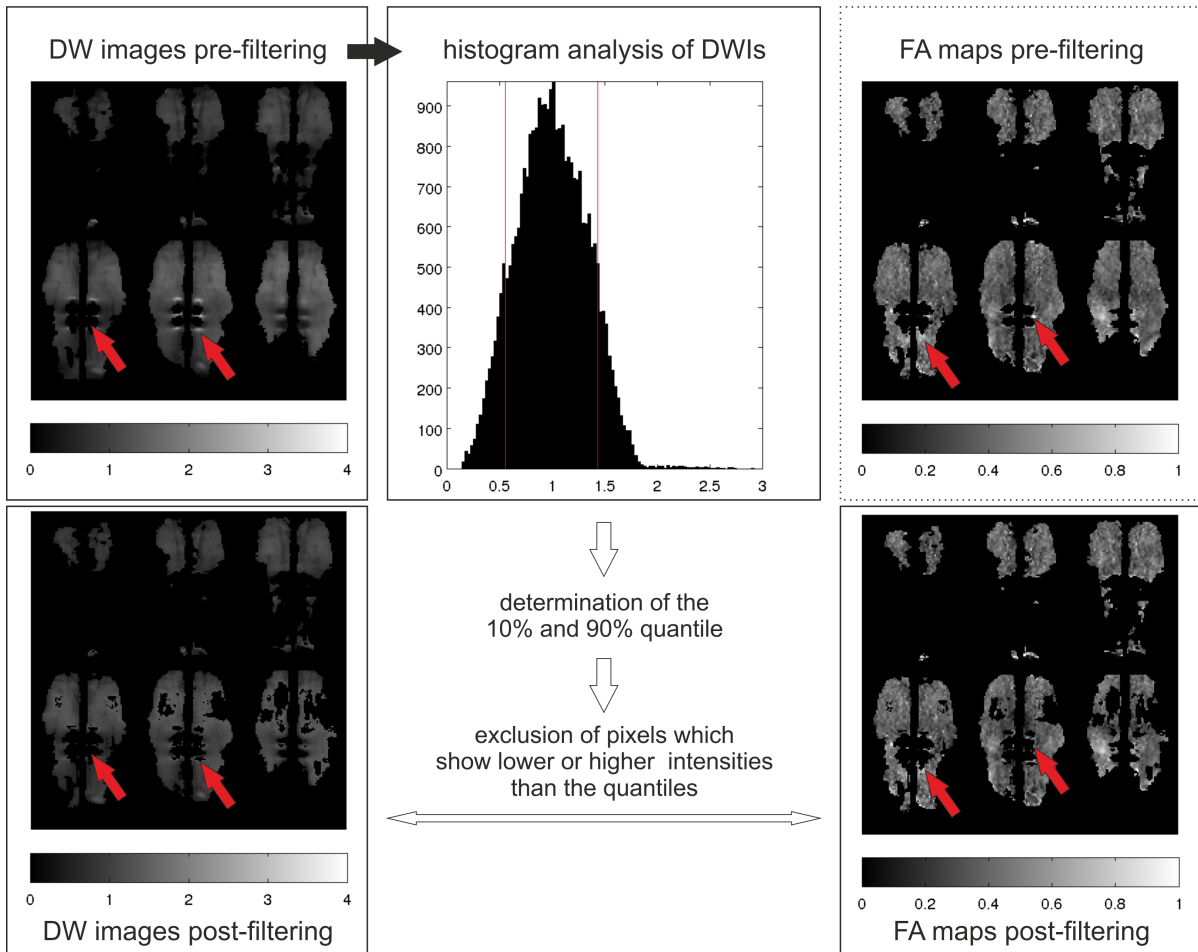 DW images pre-filtering
histogram analysis of DWIs
FA maps pre-filtering
900
800
700
600
500
400
300
200
100
0
0 0.5 1 1.5 2 2.5 3
0 1 2 3 4
0 0.2 0.4 0.6 0.8 1
determination of the
10% and 90% quantile
exclusion of pixels which
show lower or higher intensities
than the quantiles
0 1 2 3 4
0 0.2 0.4 0.6 0.8 1
DW images post-filtering
FA maps post-filtering